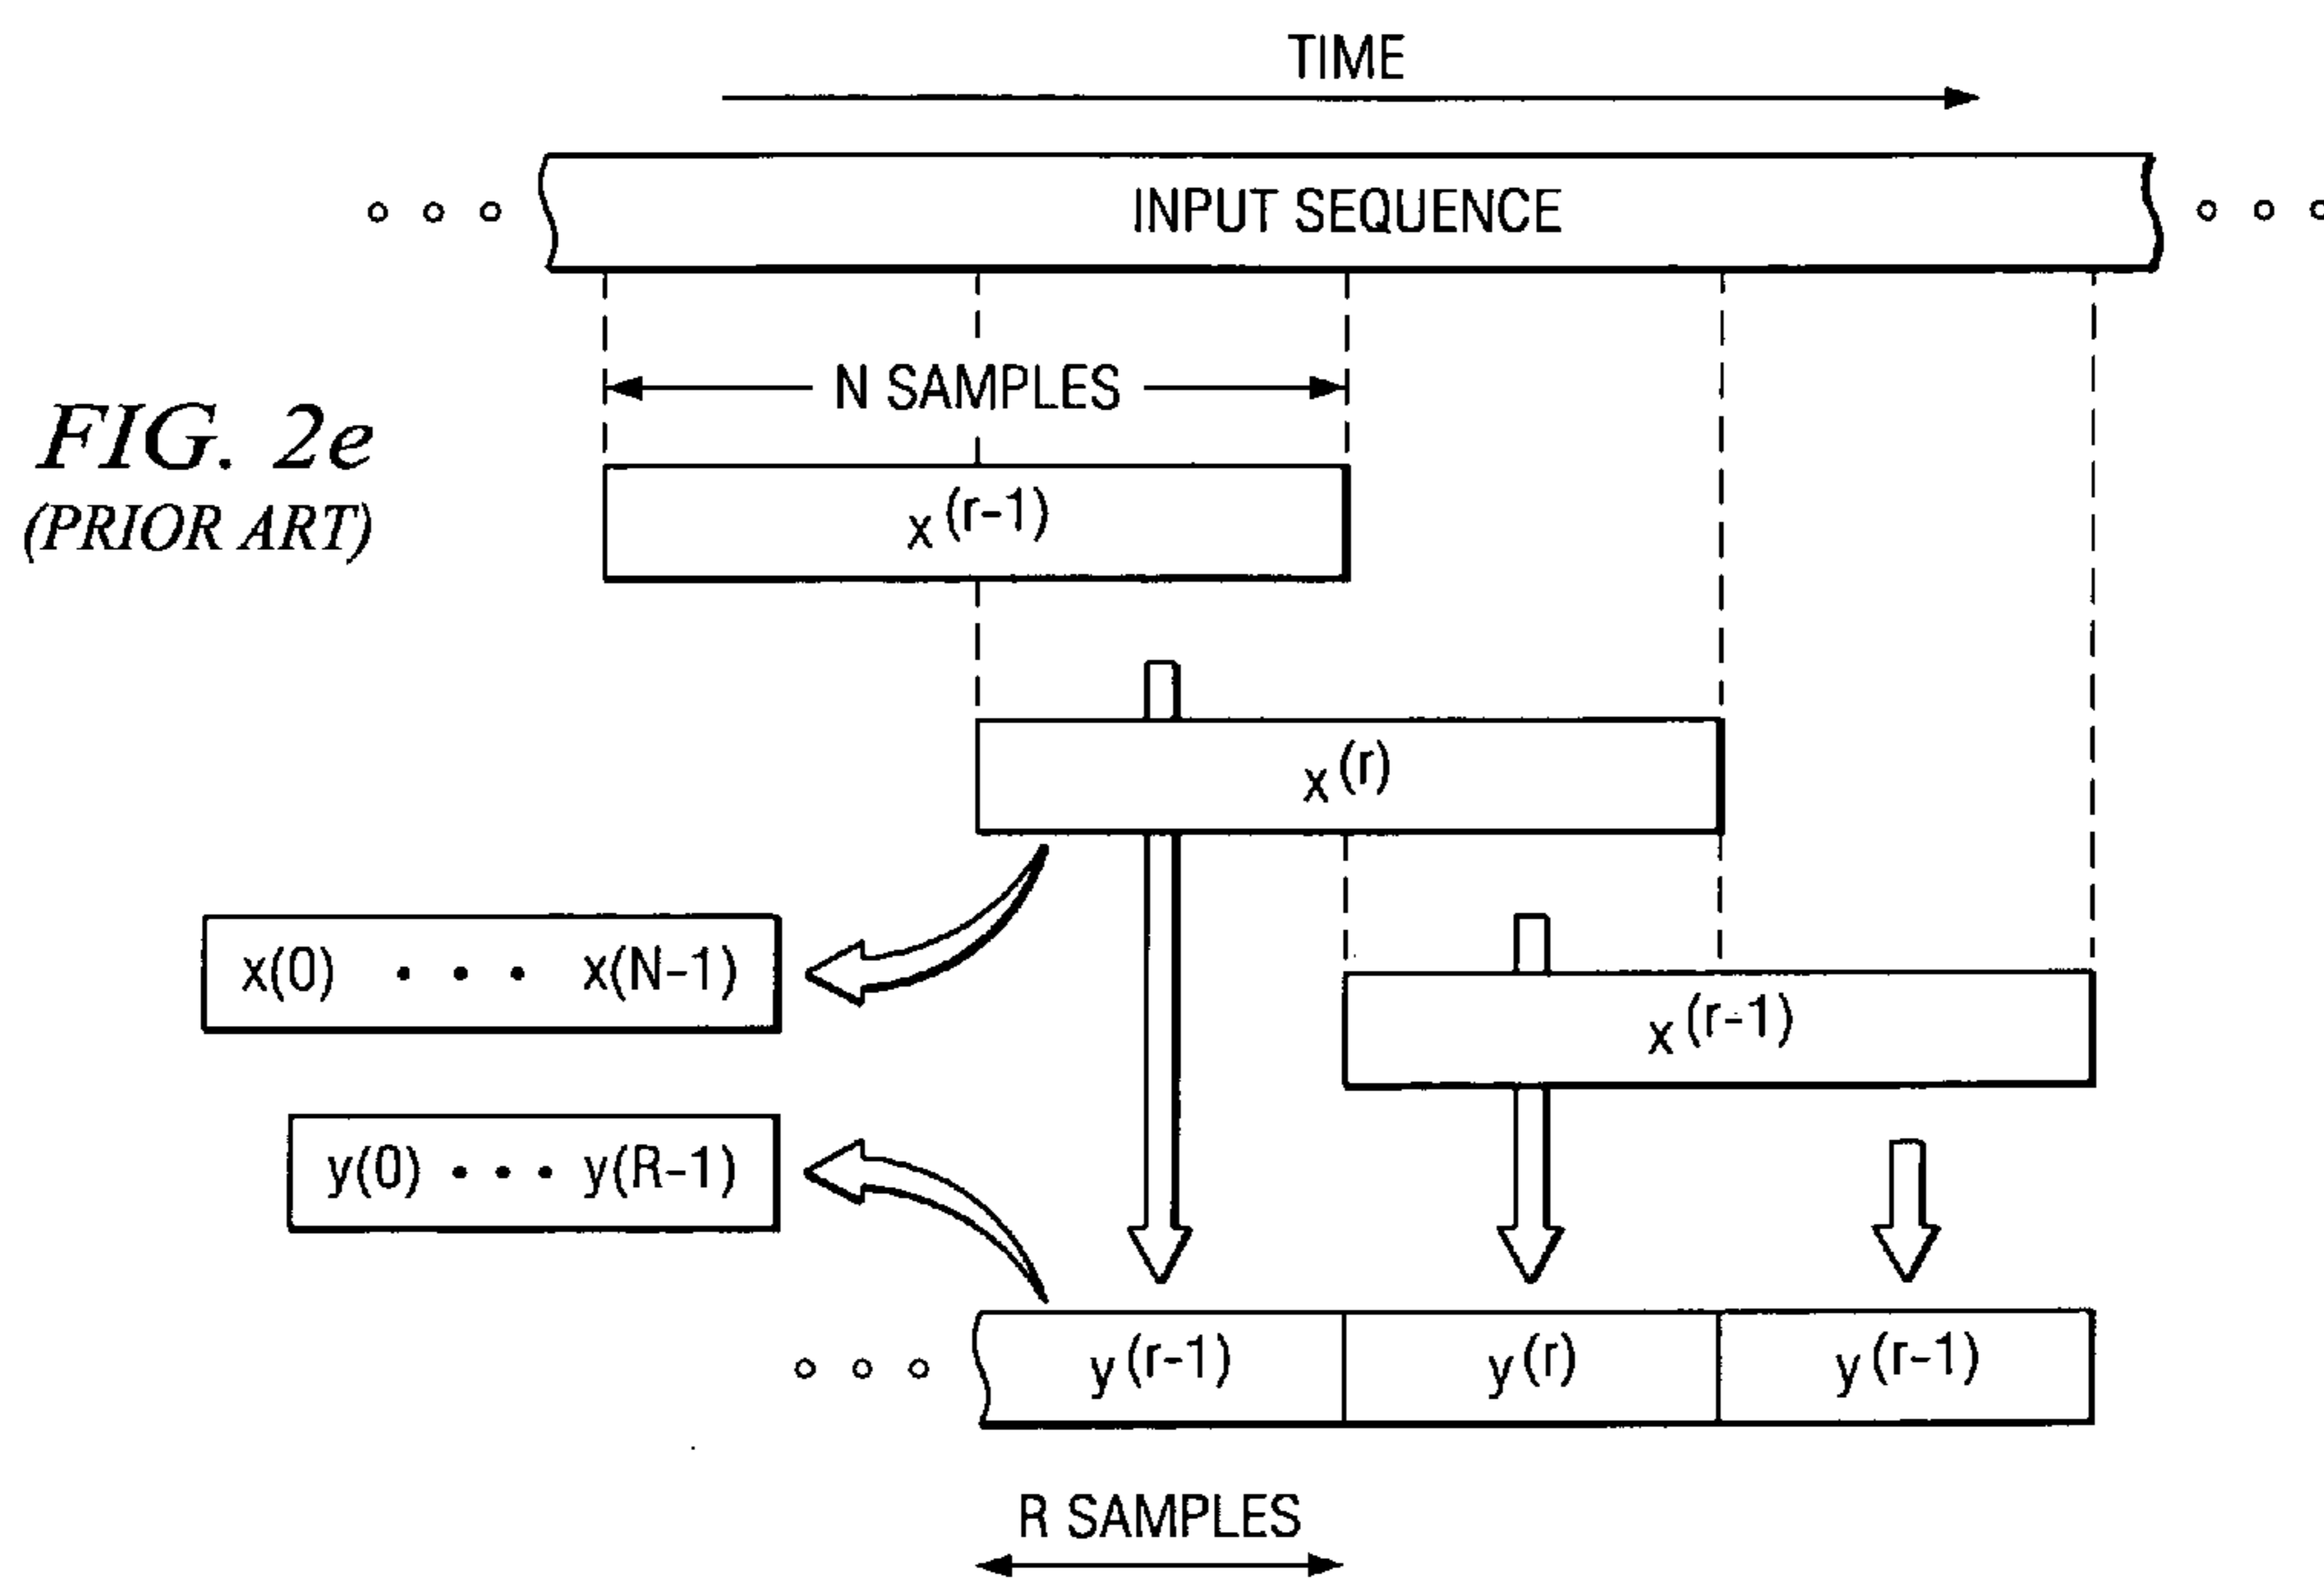 TIME
INPUT SEQUENCE
N SAMPLES
FIG. 2e
(PRIOR ART)
x(r-1)
x(r)
x(0) • • • x(N-1)
x(r-1)
y(0) • • • y(R-1)
y(r-1) y(r) y(r-1)
R SAMPLES